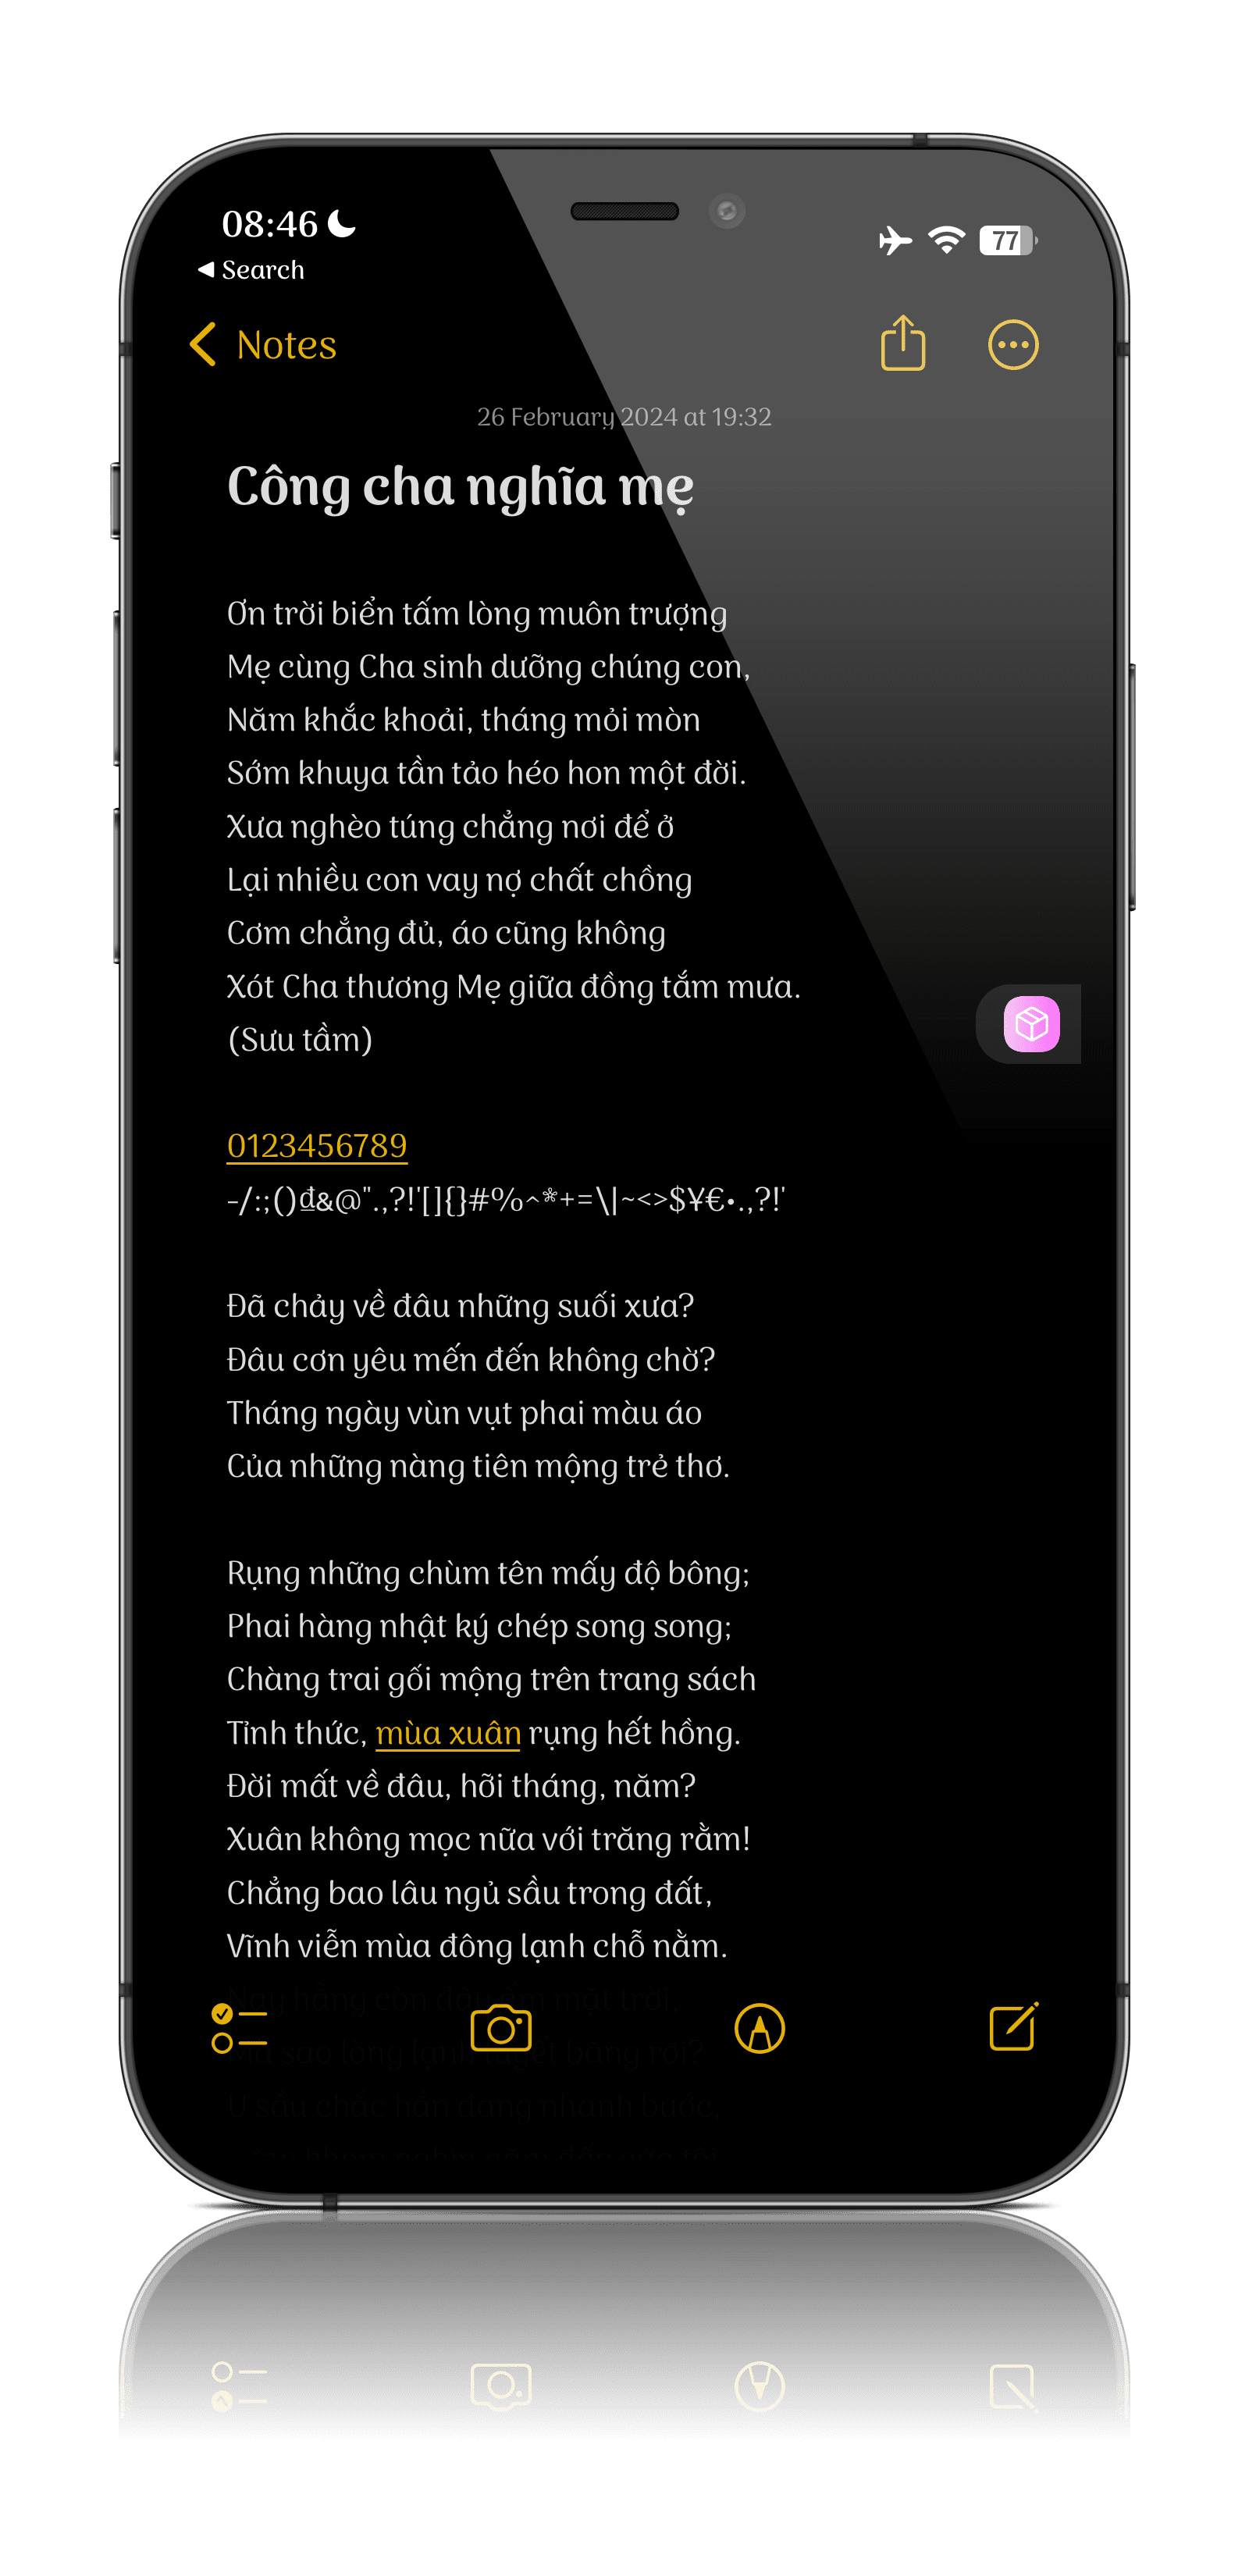 08:46
77
Search
Notes
26 February 2024 at 19:32
Công cha nghĩa mẹ
Ơn trời biển tấm lòng muôn trượng
Mẹ cùng Cha sinh dưỡng chúng con,
Năm khắc khoải, tháng mỏi mòn
Sớm khuya tần tảo héo hon một đời.
Xưa nghèo túng chẳng nơi để ở
Lại nhiều con vay nợ chất chồng
Cơm chẳng đủ, áo cũng không
Xót Cha thương Mẹ giữa đồng tắm mưa.
(Sưu tầm)
0123456789
-/:;()₫&@".,?!'[]{}#%^*+=\|~<>$¥€•.,?!'
Đã chảy về đâu những suối xưa?
Đâu cơn yêu mến đến không chờ?
Tháng ngày vùn vụt phai màu áo
Của những nàng tiên mộng trẻ thơ.
Rụng những chùm tên mấy độ bông;
Phai hàng nhật ký chép song song;
Chàng trai gối mộng trên trang sách
Tỉnh thức, mùa xuân rụng hết hồng.
Đời mất về đâu, hỡi tháng, năm?
Xuân không mọc nữa với trăng rằm!
Chẳng bao lâu ngủ sầu trong đất,
Vĩnh viễn mùa đông lạnh chỗ nằm.